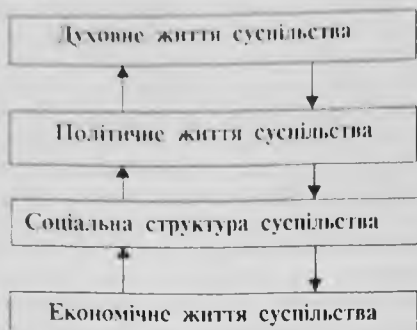 Духовне життя суспільства
Політичне життя суспільства
Соціальна структура суспільства
Економічне життя суспільства